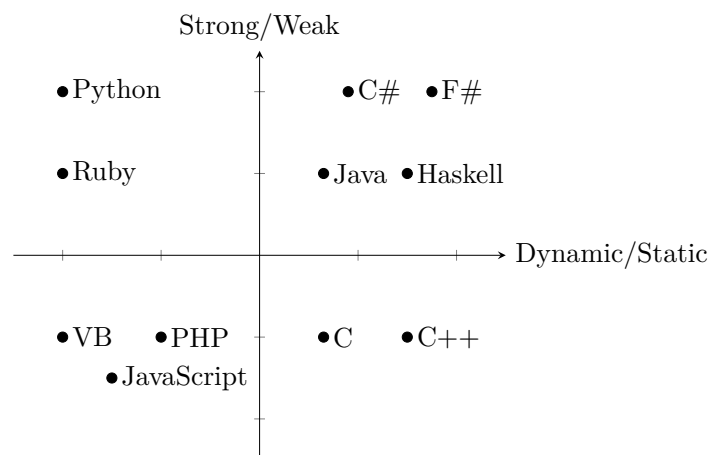 Strong/Weak
Python
C#
F#
Ruby
Java
Haskell
Dynamic/Static
VB
PHP
C
C++
JavaScript